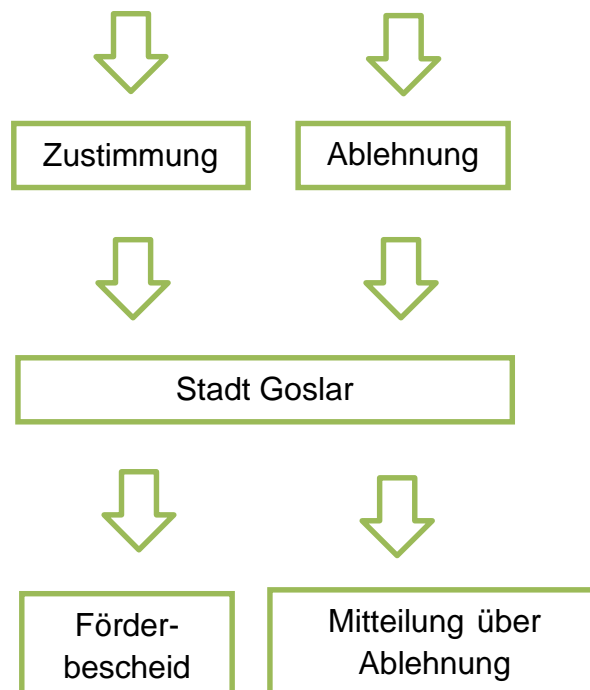 Zustimmung
Ablehnung
Stadt Goslar
Förder-
bescheid
Mitteilung über
Ablehnung